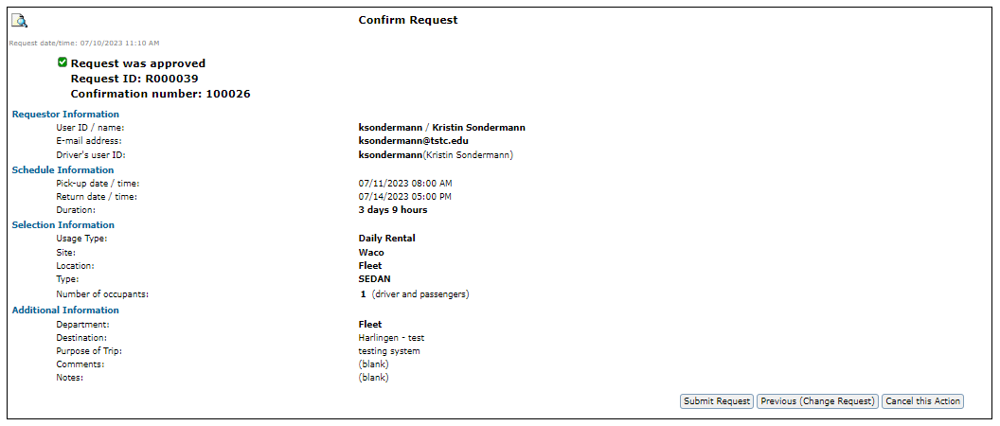 Confirm Request
Request date/time: 07/10/2023 11:10 AM
Request was approved
Request ID: R000039
Confirmation number: 100026
Requestor Information
User ID / name: ksondermann / Kristin Sondermann
E-mail address: ksondermann@tstc.edu
Driver's user ID: ksondermann(Kristin Sondermann)
Schedule Information
Pick-up date / time: 07/11/2023 08:00 AM
Return date / time: 07/14/2023 05:00 PM
Duration: 3 days 9 hours
Selection Information
Usage Type: Daily Rental
Site: Waco
Location: Fleet
Type: SEDAN
Number of occupants: 1 (driver and passengers)
Additional Information
Department: Fleet
Destination: Harlingen - test
Purpose of Trip: testing system
Comments: (blank)
Notes: (blank)
Submit Request Previous (Change Request) Cancel this Action